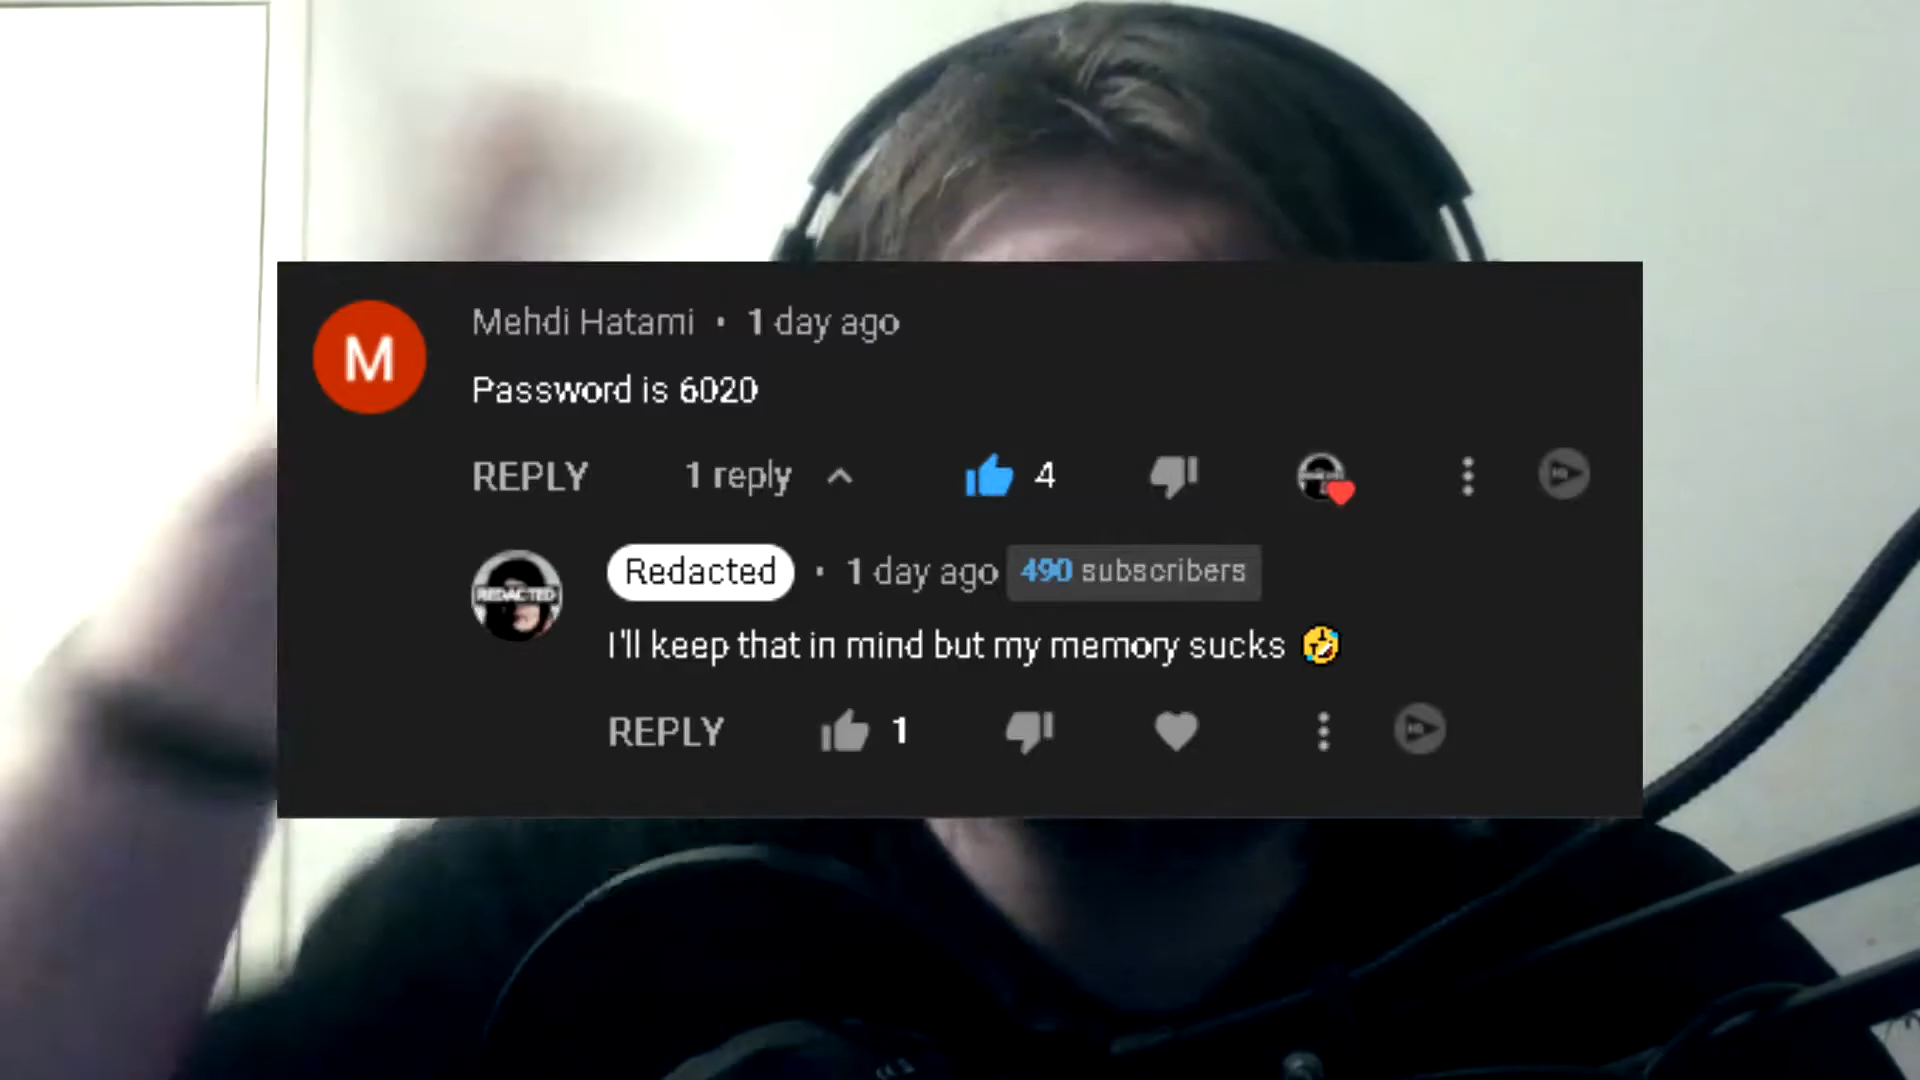 Mehdi Hatami • 1 day ago
M
Password is 6020
REPLY 1 reply 4
Redacted • 1 day ago 490 subscribers
REDACTED
I'll keep that in mind but my memory sucks 🤣
REPLY 1